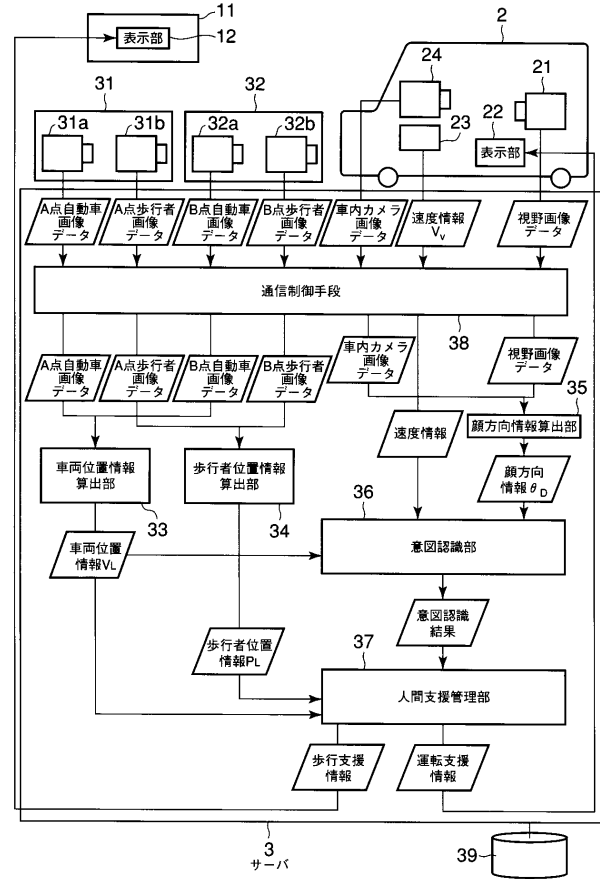 11
表示部
12
2
24
21
22
23
表示部
31
31a
31b
32
32a
32b
A点自動車
画像
データ
A点歩行者
画像
データ
B点自動車
画像
データ
B点歩行者
画像
データ
車内カメラ
画像
データ
速度情報
Vv
視野画像
データ
通信制御手段
38
A点自動車
画像
データ
A点歩行者
画像
データ
B点自動車
画像
データ
B点歩行者
画像
データ
車内カメラ
画像
データ
視野画像
データ
35
速度情報
顔方向情報算出部
車両位置情報
算出部
33
歩行者位置情報
算出部
34
顔方向
情報θD
36
車両位置
情報VL
意図認識部
意図認識
結果
歩行者位置
情報PL
37
人間支援管理部
歩行支援
情報
運転支援
情報
3
サーバ
39